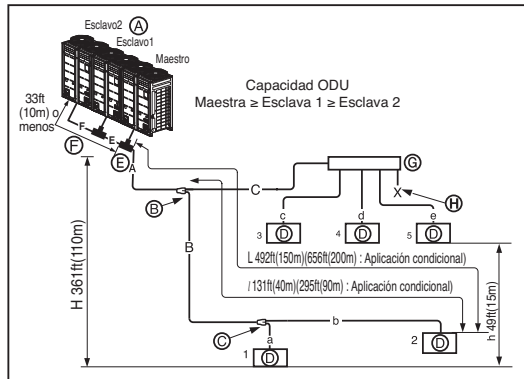 Esclavo2 Ⓐ
Esclavo1
Maestro
33ft
(10m) o
menos
Capacidad ODU
Maestra ≥ Esclava 1 ≥ Esclava 2
F
E
Ⓕ
Ⓔ
A
Ⓖ
C
Ⓑ
X
Ⓗ
c
d
e
3 Ⓓ
4 Ⓓ
5 Ⓓ
H 361ft(110m)
B
L 492ft(150m)(656ft(200m) : Aplicación condicional)
l 131ft(40m)(295ft(90m) : Aplicación condicional)
h 49ft(15m)
b
Ⓒ
a
2 Ⓓ
1 Ⓓ